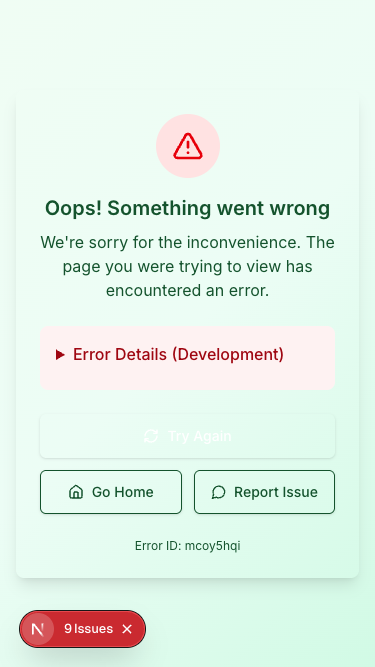 Oops! Something went wrong
We're sorry for the inconvenience. The
page you were trying to view has
encountered an error.
Error Details (Development)
Try Again
Go Home
Report Issue
Error ID: mcoy5hqi
N
9 Issues